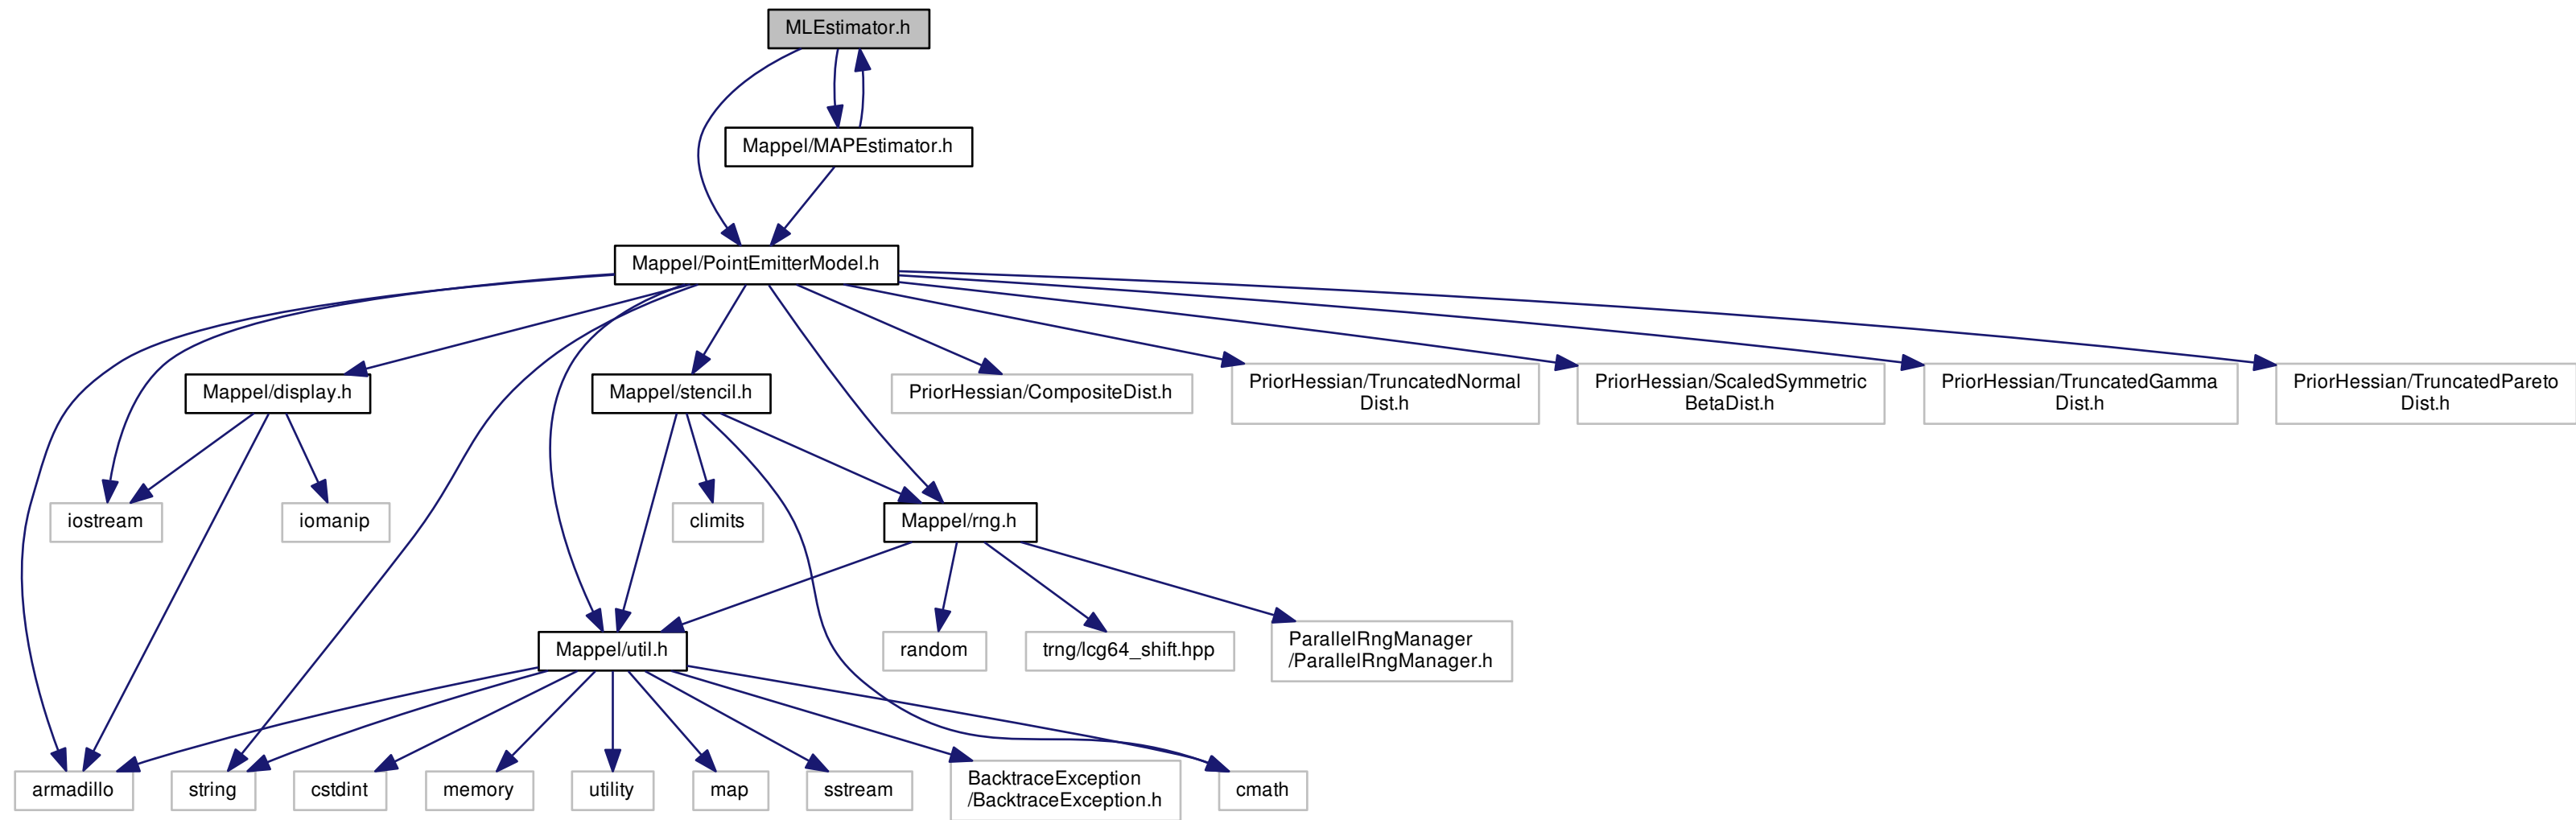 MLEstimator.h
Mappel/MAPEstimator.h
Mappel/PointEmitterModel.h
Mappel/display.h
Mappel/stencil.h
PriorHessian/CompositeDist.h
PriorHessian/TruncatedNormal
Dist.h
PriorHessian/ScaledSymmetric
BetaDist.h
PriorHessian/TruncatedGamma
Dist.h
PriorHessian/TruncatedPareto
Dist.h
iostream
iomanip
climits
Mappel/rng.h
Mappel/util.h
random
trng/lcg64_shift.hpp
ParallelRngManager
/ParallelRngManager.h
armadillo
string
cstdint
memory
utility
map
sstream
BacktraceException
/BacktraceException.h
cmath